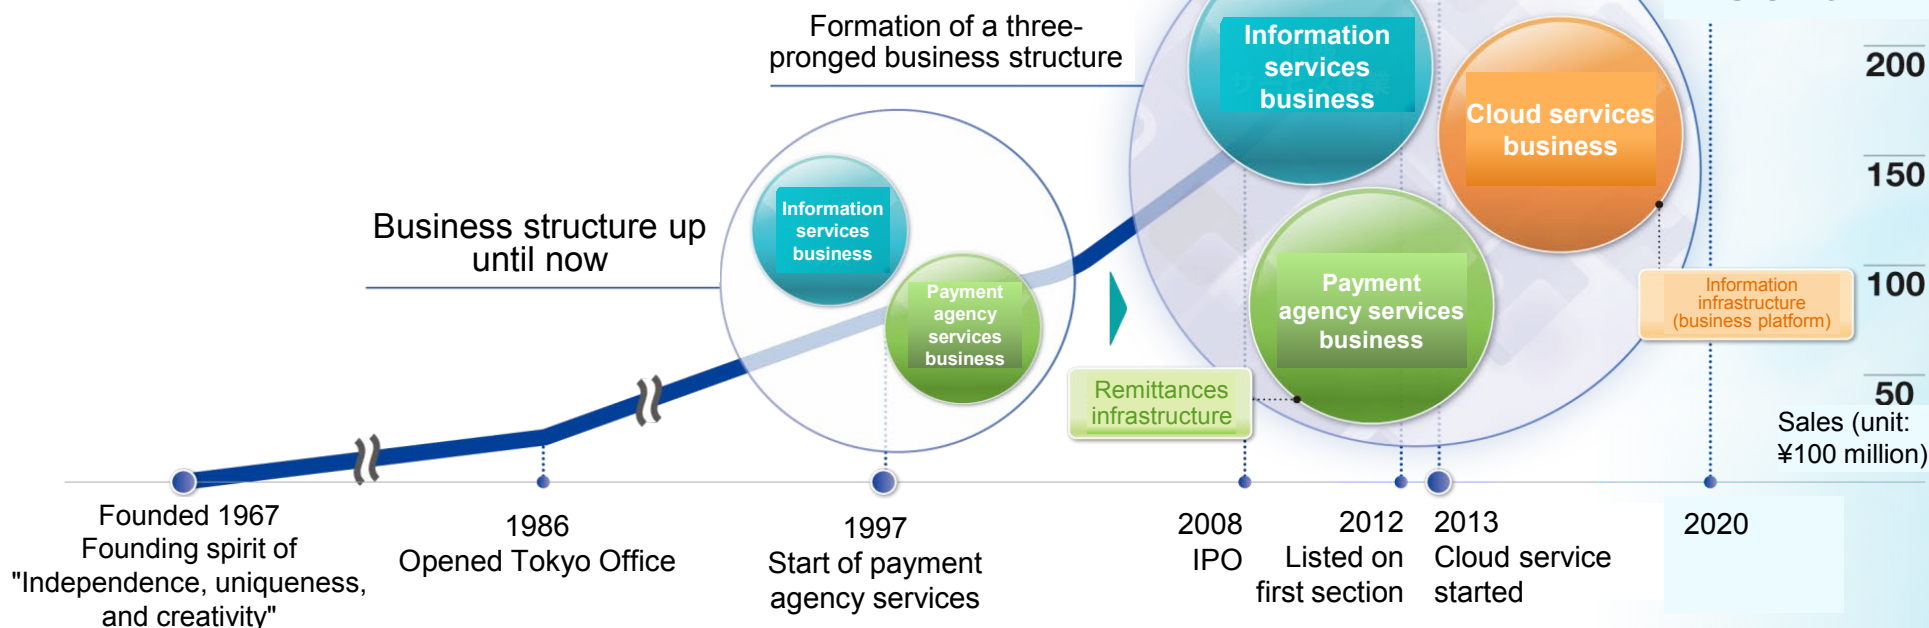 Formation of a three-
pronged business structure
Information
services
business
Cloud services
business
200
150
100
50
Sales (unit:
¥100 million)
Business structure up
until now
Information
services
business
Payment
agency
services
business
Payment
agency services
business
Information
infrastructure
(business platform)
Remittances
infrastructure
Founded 1967
Founding spirit of
"Independence, uniqueness,
and creativity"
1986
Opened Tokyo Office
1997
Start of payment
agency services
2008
IPO
2012
Listed on
first section
2013
Cloud service
started
2020